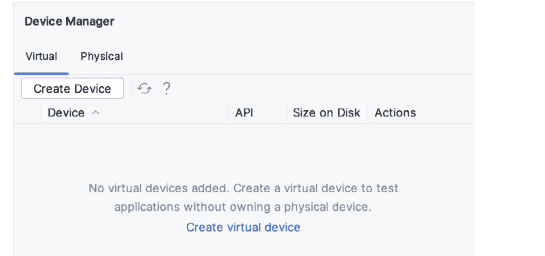 Device Manager
Virtual Physical
Create Device ?
Device API Size on Disk Actions
No virtual devices added. Create a virtual device to test
applications without owning a physical device.
Create virtual device